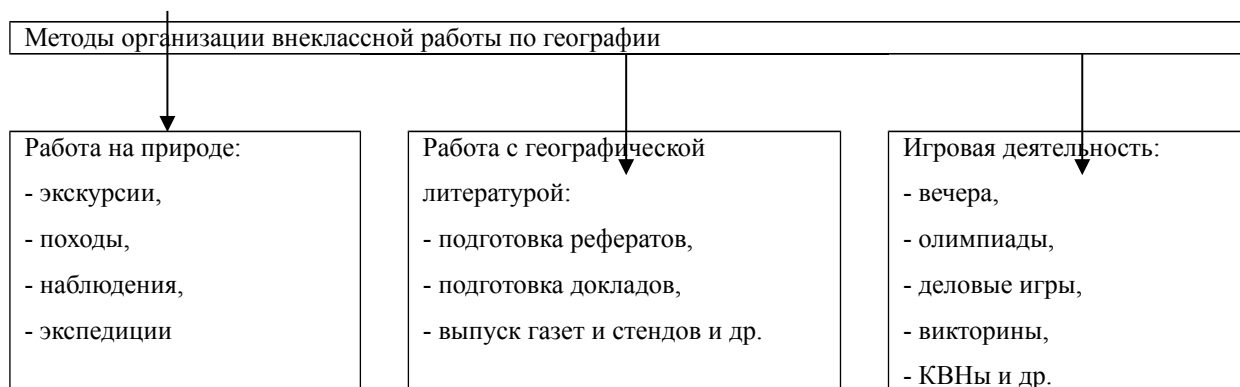 Методы организации внеклассной работы по географии
Работа на природе:
- экскурсии,
- походы,
- наблюдения,
- экспедиции
Работа с географической
литературой:
- подготовка рефератов,
- подготовка докладов,
- выпуск газет и стендов и др.
Игровая деятельность:
- вечера,
- олимпиады,
- деловые игры,
- викторины,
- КВНы и др.